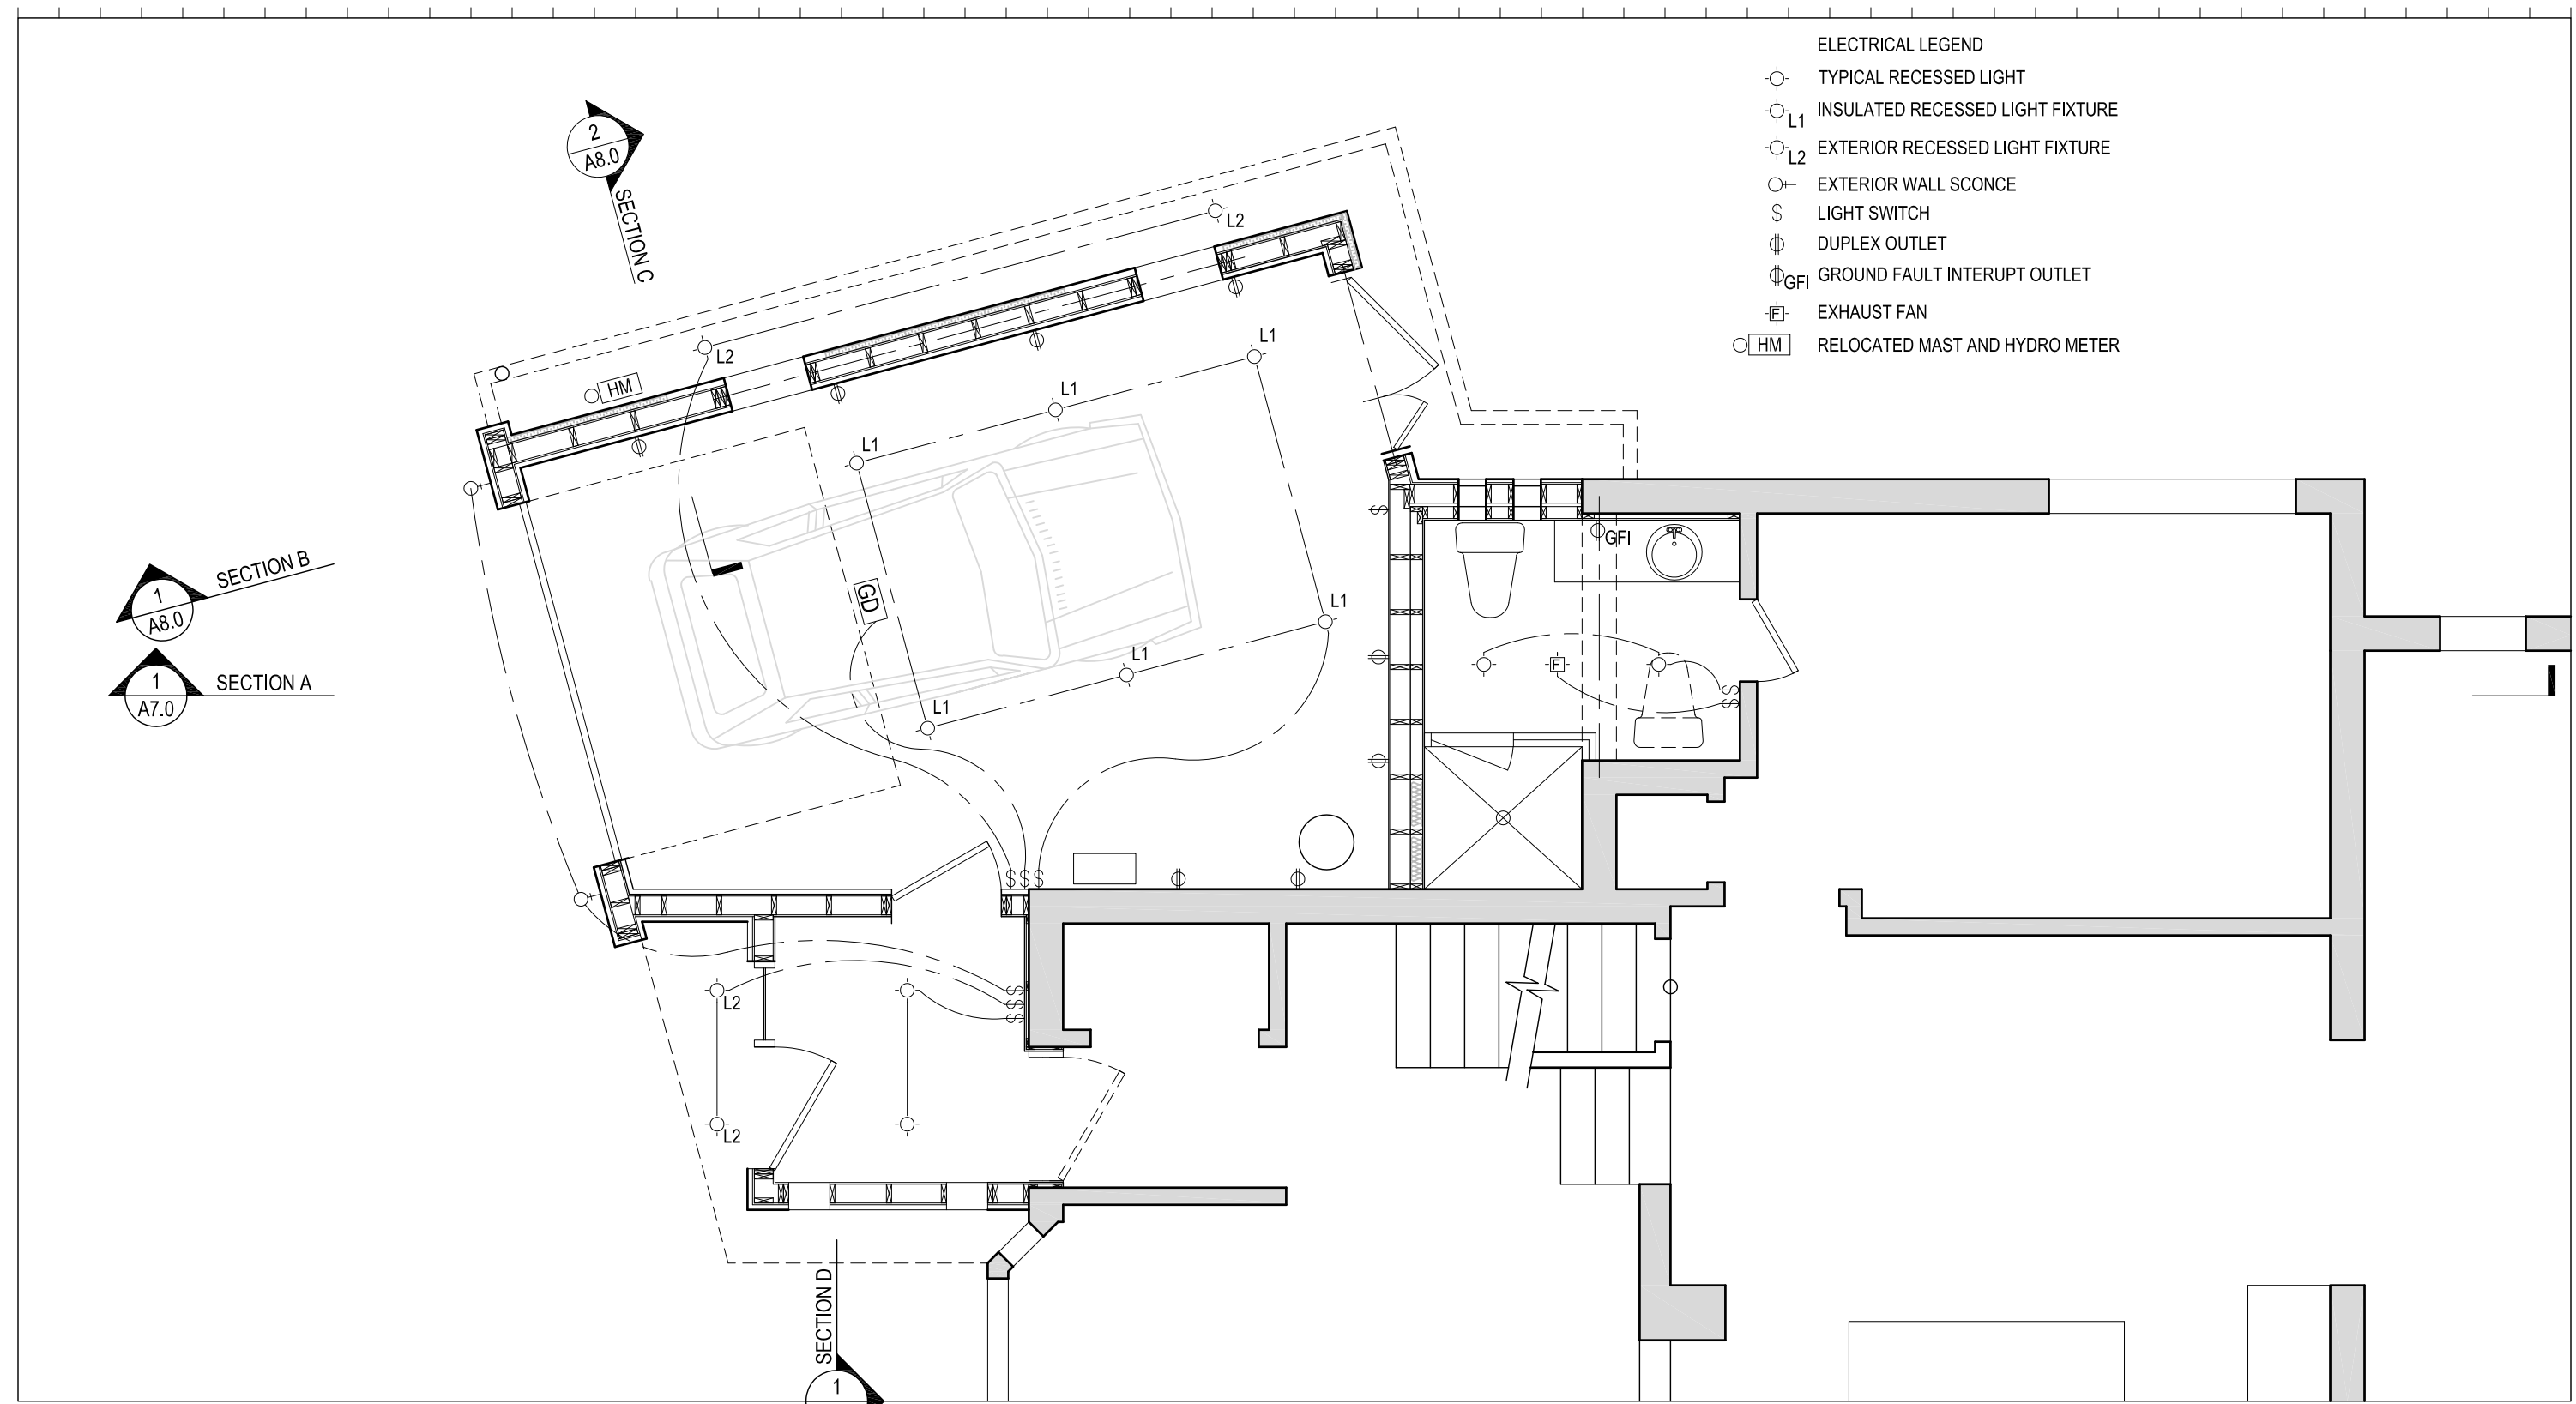 ELECTRICAL LEGEND
TYPICAL RECESSED LIGHT
L1 INSULATED RECESSED LIGHT FIXTURE
L2 EXTERIOR RECESSED LIGHT FIXTURE
EXTERIOR WALL SCONCE
$ LIGHT SWITCH
DUPLEX OUTLET
GFI GROUND FAULT INTERUPT OUTLET
F EXHAUST FAN
HM RELOCATED MAST AND HYDRO METER
2
A8.0
SECTION C
L2
L2
HM
L1
L1
L1
GD
L1
L1
L1
1
A8.0
SECTION B
1
A7.0
SECTION A
$
GFI
F
$
$
$ $ $
$
$
$
L2
L2
SECTION D
1